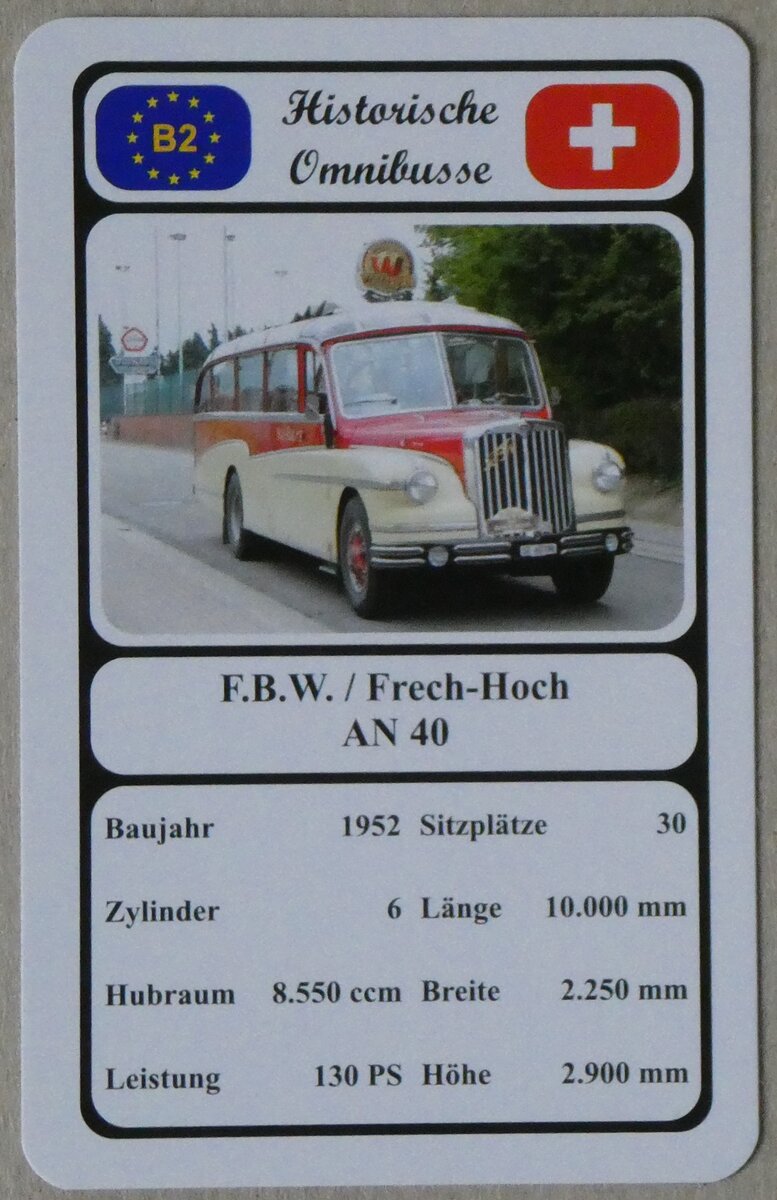 B2
Historische
Omnibusse
F.B.W. / Frech-Hoch
AN 40
Baujahr 1952 Sitzplätze 30
Zylinder 6 Länge 10.000 mm
Hubraum 8.550 ccm Breite 2.250 mm
Leistung 130 PS Höhe 2.900 mm